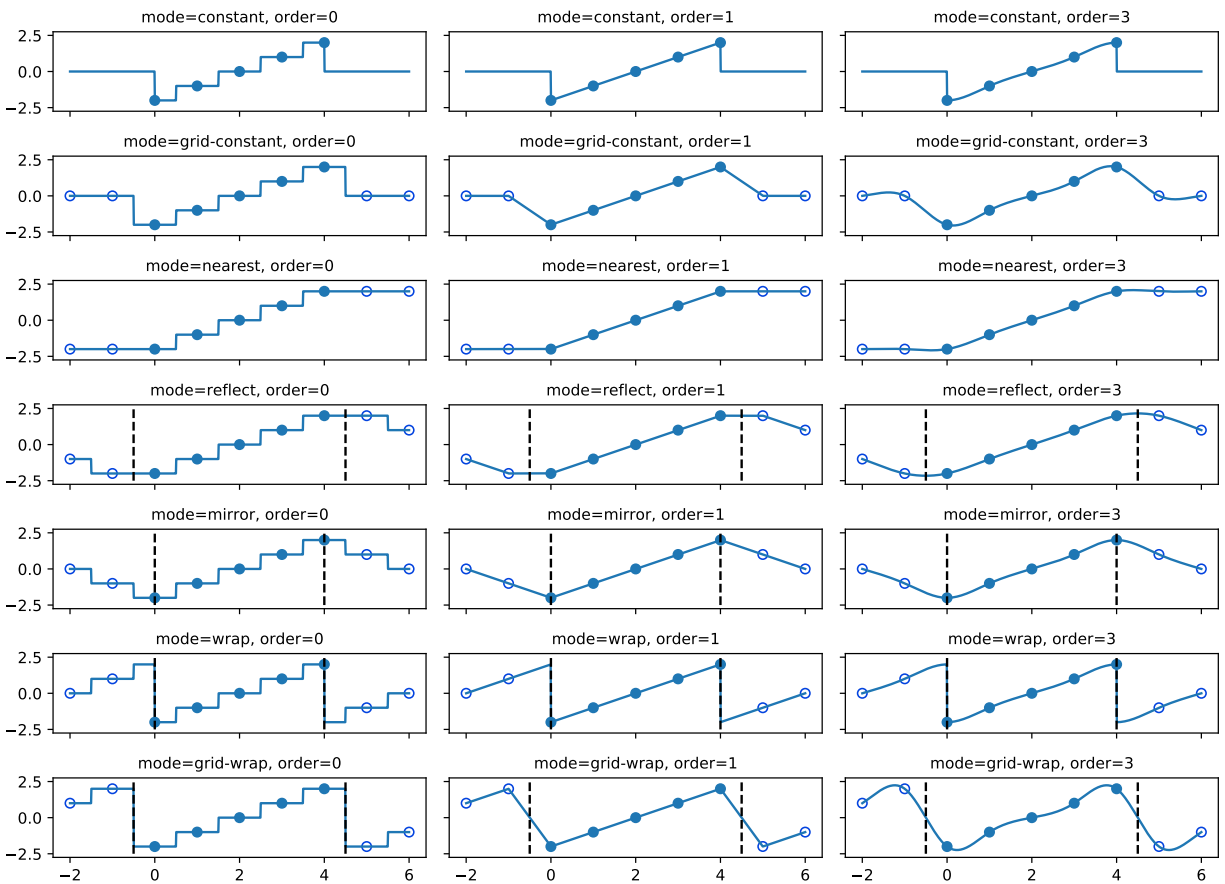 mode=constant, order=0 mode=constant, order=1 mode=constant, order=3
2.5
0.0
−2.5
mode=grid-constant, order=0 mode=grid-constant, order=1 mode=grid-constant, order=3
2.5
0.0
−2.5
mode=nearest, order=0 mode=nearest, order=1 mode=nearest, order=3
2.5
0.0
−2.5
mode=reflect, order=0 mode=reflect, order=1 mode=reflect, order=3
2.5
0.0
−2.5
mode=mirror, order=0 mode=mirror, order=1 mode=mirror, order=3
2.5
0.0
−2.5
mode=wrap, order=0 mode=wrap, order=1 mode=wrap, order=3
2.5
0.0
−2.5
mode=grid-wrap, order=0 mode=grid-wrap, order=1 mode=grid-wrap, order=3
2.5
0.0
−2.5
−2 0 2 4 6 −2 0 2 4 6 −2 0 2 4 6